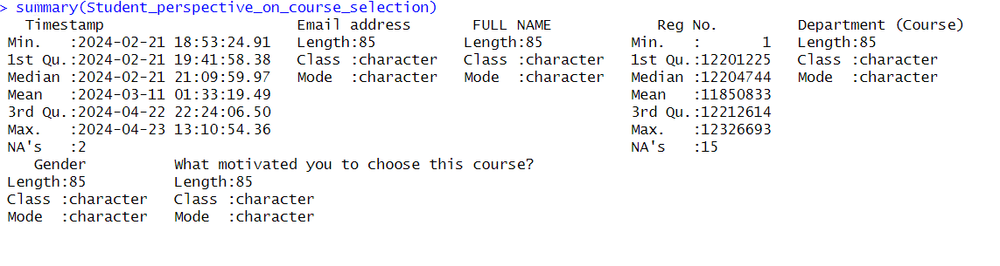 > summary(Student_perspective_on_course_selection)
   Timestamp                      Email address       FULL NAME            Reg No.         Department (Course)
 Min.   :2024-02-21 18:53:24.91   Length:85          Length:85          Min.   :       1   Length:85
 1st Qu.:2024-02-21 19:41:58.38   Class :character   Class :character   1st Qu.:12201225   Class :character
 Median :2024-02-21 21:09:59.97   Mode  :character   Mode  :character   Median :12204744   Mode  :character
 Mean   :2024-03-11 01:33:19.49                                         Mean   :11850833
 3rd Qu.:2024-04-22 22:24:06.50                                         3rd Qu.:12212614
 Max.   :2024-04-23 13:10:54.36                                         Max.   :12326693
 NA's   :2                                                              NA's   :15
    Gender          What motivated you to choose this course?
 Length:85          Length:85
 Class :character   Class :character
 Mode  :character   Mode  :character